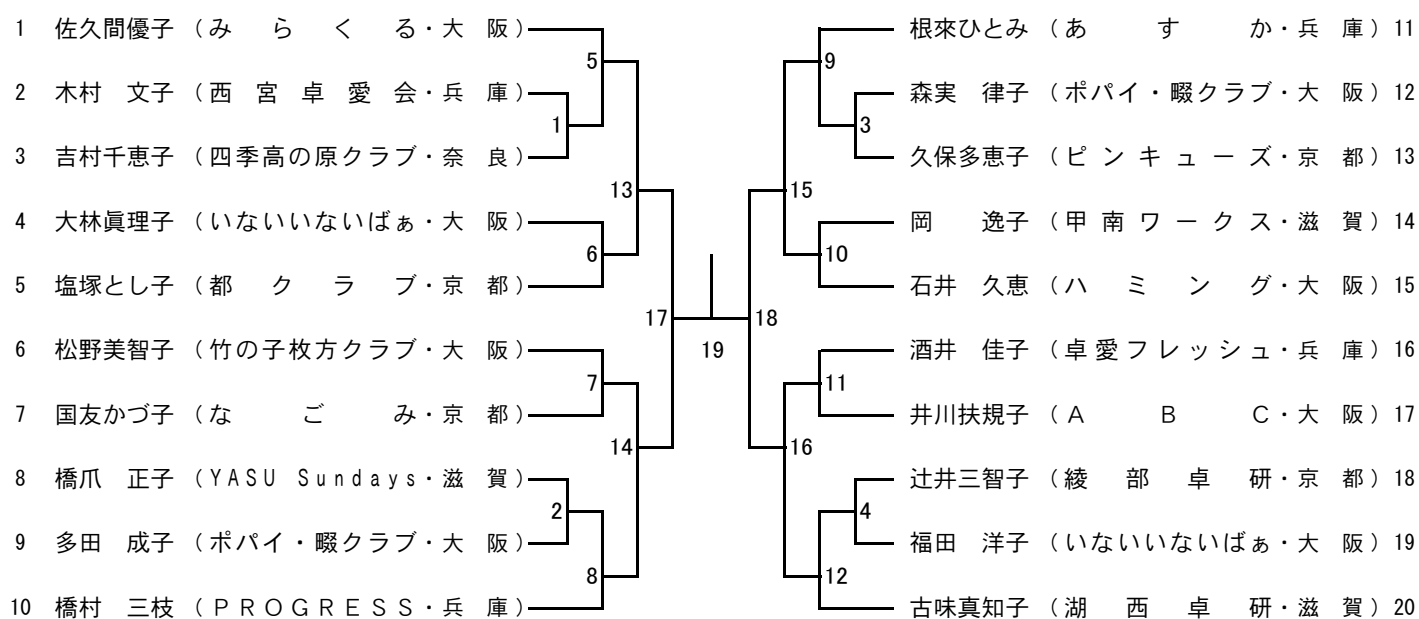 1 佐久間優子 (みらくる・大阪)
2 木村 文子 (西宮卓愛会・兵庫)
3 吉村千恵子 (四季高の原クラブ・奈良)
4 大林眞理子 (いないいないばぁ・大阪)
5 塩塚とし子 (都クラブ・京都)
6 松野美智子 (竹の子枚方クラブ・大阪)
7 国友かづ子 (なごみ・京都)
8 橋爪 正子 (YASU Sundays・滋賀)
9 多田 成子 (ポパイ・畷クラブ・大阪)
10 橋村 三枝 (PROGRESS・兵庫)
5
1
13
6
17
7
14
2
8
19
9
3
15
10
18
11
16
4
12
根來ひとみ (あすか・兵庫) 11
森実 律子 (ポパイ・畷クラブ・大阪) 12
久保多恵子 (ピンキューズ・京都) 13
岡 逸子 (甲南ワークス・滋賀) 14
石井 久恵 (ハミング・大阪) 15
酒井 佳子 (卓愛フレッシュ・兵庫) 16
井川扶規子 (ABC・大阪) 17
辻井三智子 (綾部卓研・京都) 18
福田 洋子 (いないいないばぁ・大阪) 19
古味真知子 (湖西卓研・滋賀) 20